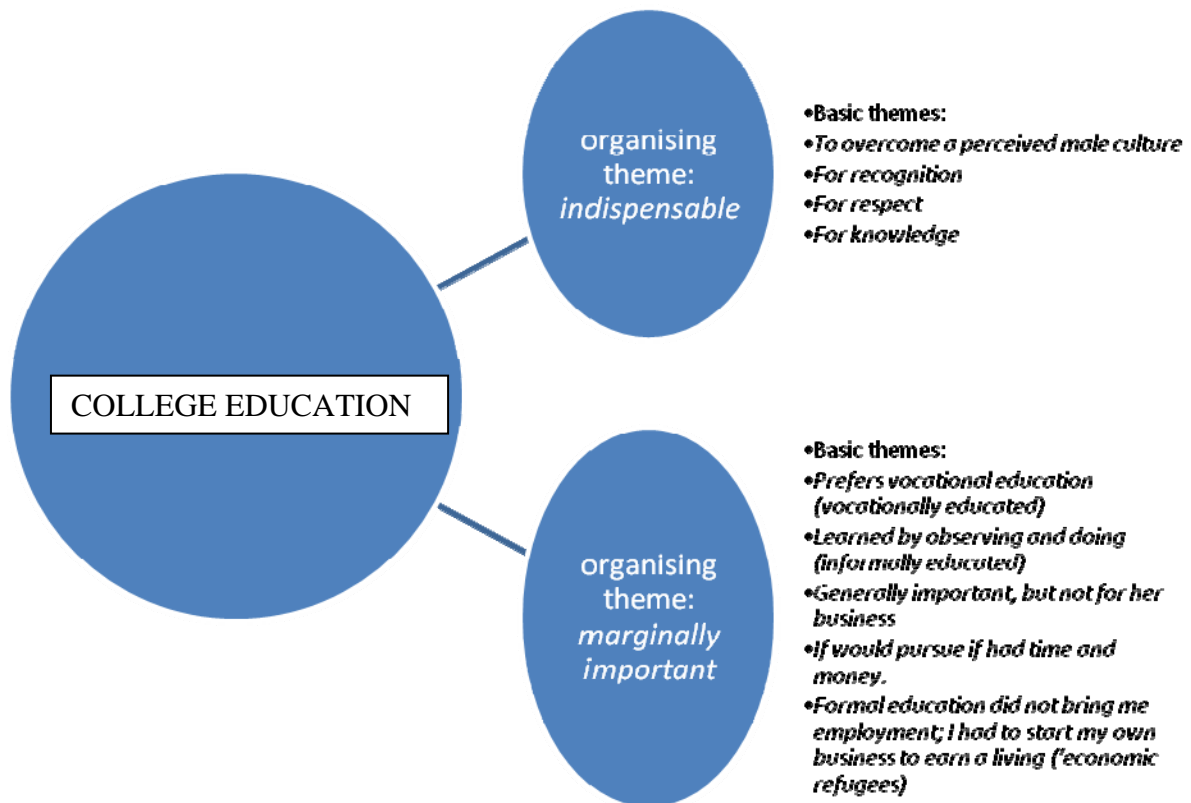 COLLEGE EDUCATION
organising
theme:
indispensable
•Basic themes:
•To overcome a perceived male culture
•For recognition
•For respect
•For knowledge
organising
theme:
marginally
important
•Basic themes:
•Prefers vocational education
(vocationally educated)
•Learned by observing and doing
(informally educated)
•Generally important, but not for her
business
•If would pursue if had time and
money.
•Formal education did not bring me
employment; I had to start my own
business to earn a living ('economic
refugees)